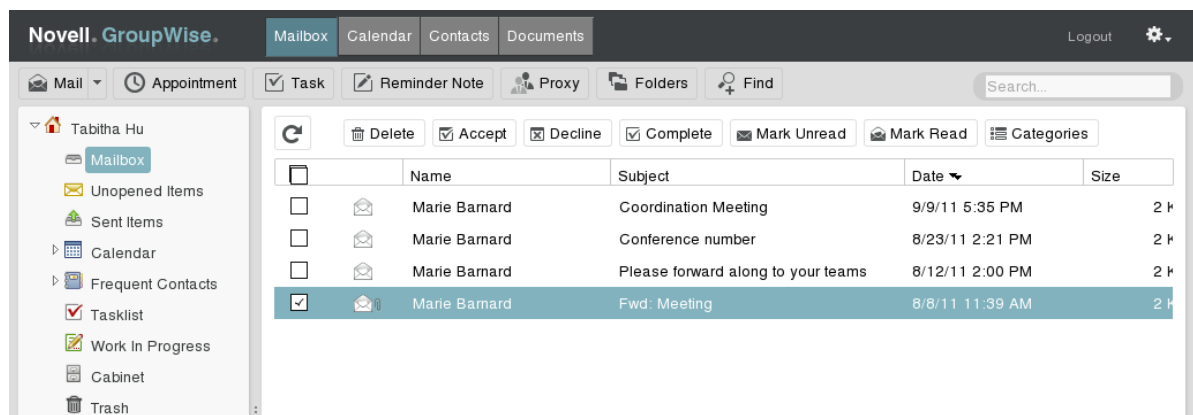 Novell. GroupWise. Mailbox Calendar Contacts Documents Logout
Mail Appointment Task Reminder Note Proxy Folders Find Search...
Tabitha Hu
Mailbox
Unopened Items
Sent Items
Calendar
Frequent Contacts
Tasklist
Work In Progress
Cabinet
Trash
Delete Accept Decline Complete Mark Unread Mark Read Categories
Name Subject Date Size
Marie Barnard Coordination Meeting 9/9/11 5:35 PM 2 K
Marie Barnard Conference number 8/23/11 2:21 PM 2 K
Marie Barnard Please forward along to your teams 8/12/11 2:00 PM 2 K
Marie Barnard Fwd: Meeting 8/8/11 11:39 AM 2 K